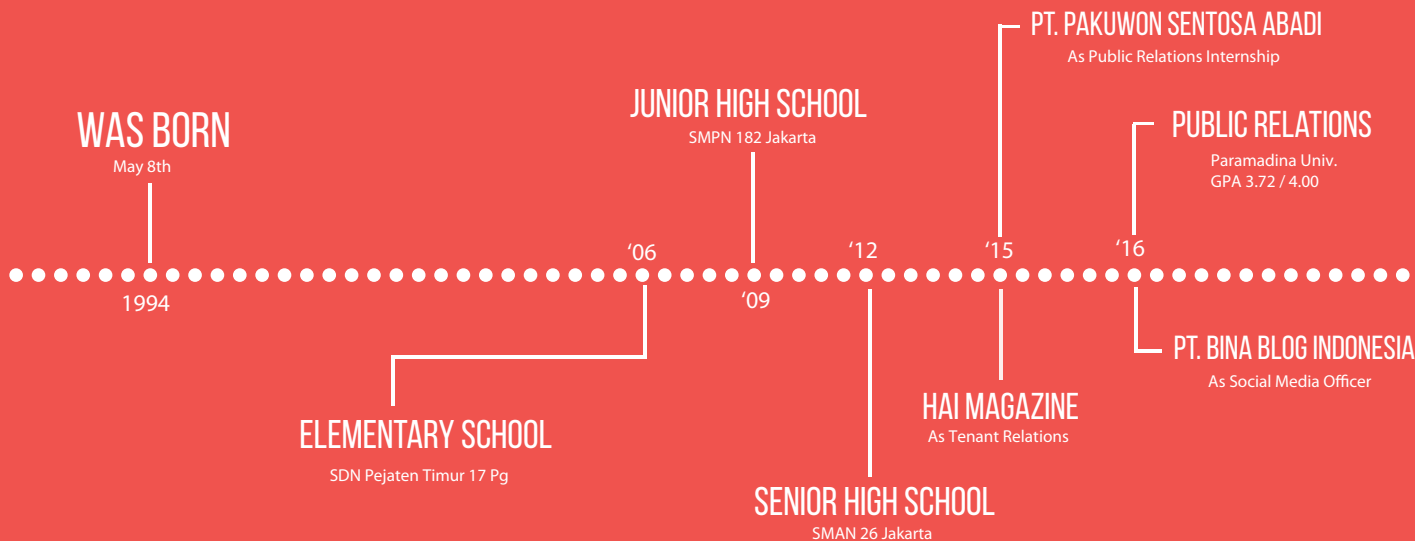 WAS BORN
May 8th
1994
‘06
ELEMENTARY SCHOOL
SDN Pejaten Timur 17 Pg
JUNIOR HIGH SCHOOL
SMPN 182 Jakarta
‘09
‘12
SENIOR HIGH SCHOOL
SMAN 26 Jakarta
PT. PAKUWON SENTOSA ABADI
As Public Relations Internship
‘15
HAI MAGAZINE
As Tenant Relations
PUBLIC RELATIONS
Paramadina Univ.
GPA 3.72 / 4.00
‘16
PT. BINA BLOG INDONESIA
As Social Media Officer